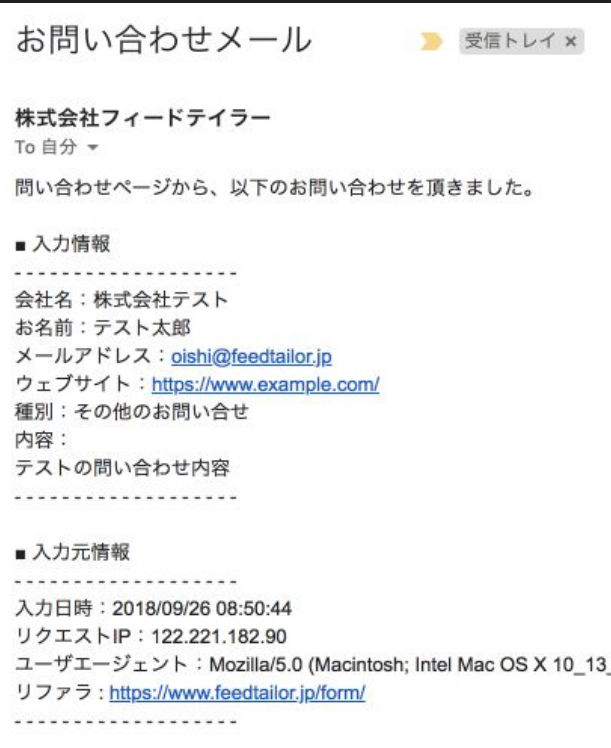 お問い合わせメール
受信トレイ ×
株式会社フィードテイラー
To 自分
問い合わせページから、以下のお問い合わせを頂きました。
■ 入力情報
- - - - - - - - - - - - - - - - - - -
会社名：株式会社テスト
お名前：テスト太郎
メールアドレス：oishi@feedtailor.jp
ウェブサイト：https://www.example.com/
種別：その他のお問い合せ
内容：
テストの問い合わせ内容
- - - - - - - - - - - - - - - - - - -
■ 入力元情報
- - - - - - - - - - - - - - - - - - -
入力日時：2018/09/26 08:50:44
リクエストIP：122.221.182.90
ユーザエージェント：Mozilla/5.0 (Macintosh; Intel Mac OS X 10_13_
リファラ : https://www.feedtailor.jp/form/
- - - - - - - - - - - - - - - - - - -